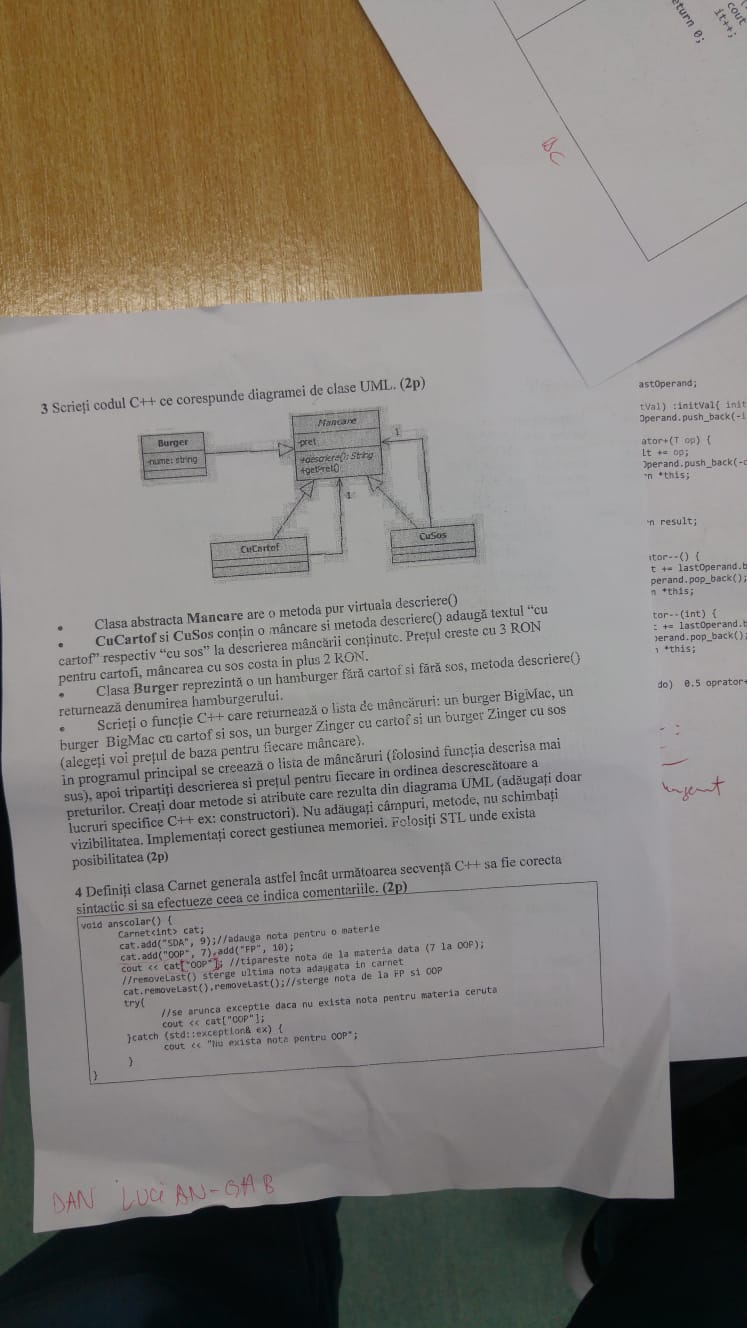 turn 0;
cout
it++;
3 Scrieți codul C++ ce corespunde diagramei de clase UML. (2p)
Mancare
-pret
+descriere(): String
+getPret()
Burger
-nume: string
1
1
CuCartof
CuSos
• Clasa abstracta Mancare are o metoda pur virtuala descriere()
• CuCartof si CuSos conțin o mâncare si metoda descriere() adaugă textul “cu
cartof” respectiv “cu sos” la descrierea mâncării conținute. Prețul creste cu 3 RON
pentru cartofi, mâncarea cu sos costa in plus 2 RON.
• Clasa Burger reprezintă o un hamburger fără cartof si fără sos, metoda descriere()
returnează denumirea hamburgerului.
• Scrieți o funcție C++ care returnează o lista de mâncăruri: un burger BigMac, un
burger BigMac cu cartof si sos, un burger Zinger cu cartof si un burger Zinger cu sos
(alegeți voi prețul de baza pentru fiecare mâncare).
in programul principal se creează o lista de mâncăruri (folosind funcția descrisa mai
sus), apoi tripartiți descrierea si prețul pentru fiecare in ordinea descrescătoare a
preturilor. Creați doar metode si atribute care rezulta din diagrama UML (adăugați doar
lucruri specifice C++ ex: constructori). Nu adăugați câmpuri, metode, nu schimbați
vizibilitatea. Implementați corect gestiunea memoriei. Folosiți STL unde exista
posibilitatea (2p)
4 Definiți clasa Carnet generala astfel încât următoarea secvență C++ sa fie corecta
sintactic si sa efectueze ceea ce indica comentariile. (2p)
void anscolar() {
Carnet<int> cat;
cat.add("SDA", 9);//adauga nota pentru o materie
cat.add("OOP", 7).add("FP", 10);
cout << cat["OOP"]; //tipareste nota de la materia data (7 la OOP);
//removeLast() sterge ultima nota adaugata in carnet
cat.removeLast().removeLast();//sterge nota de la FP si OOP
try{
//se arunca exceptie daca nu exista nota pentru materia ceruta
cout << cat["OOP"];
}catch (std::exception& ex) {
cout << "Nu exista nota pentru OOP";
}
}
DAN LUCIAN-GAB
astOperand;
tVal) :initVal{ init
Operand.push_back(-i
ator+(T op) {
lt += op;
Operand.push_back(-o
n *this;
n result;
itor--() {
t += lastOperand.b
perand.pop_back();
n *this;
tor--(int) {
: += lastOperand.b
perand.pop_back();
*this;
do) 0.5 oprator+